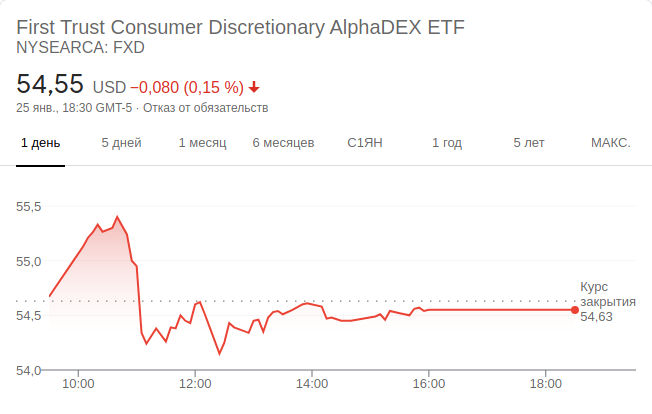 First Trust Consumer Discretionary AlphaDEX ETF
NYSEARCA: FXD
54,55 USD −0,080 (0,15 %)
25 янв., 18:30 GMT-5 · Отказ от обязательств
1 день 5 дней 1 месяц 6 месяцев С1ЯН 1 год 5 лет МАКС.
55,5
55,0
Курс
закрытия
54,63
54,5
54,0
10:00 12:00 14:00 16:00 18:00